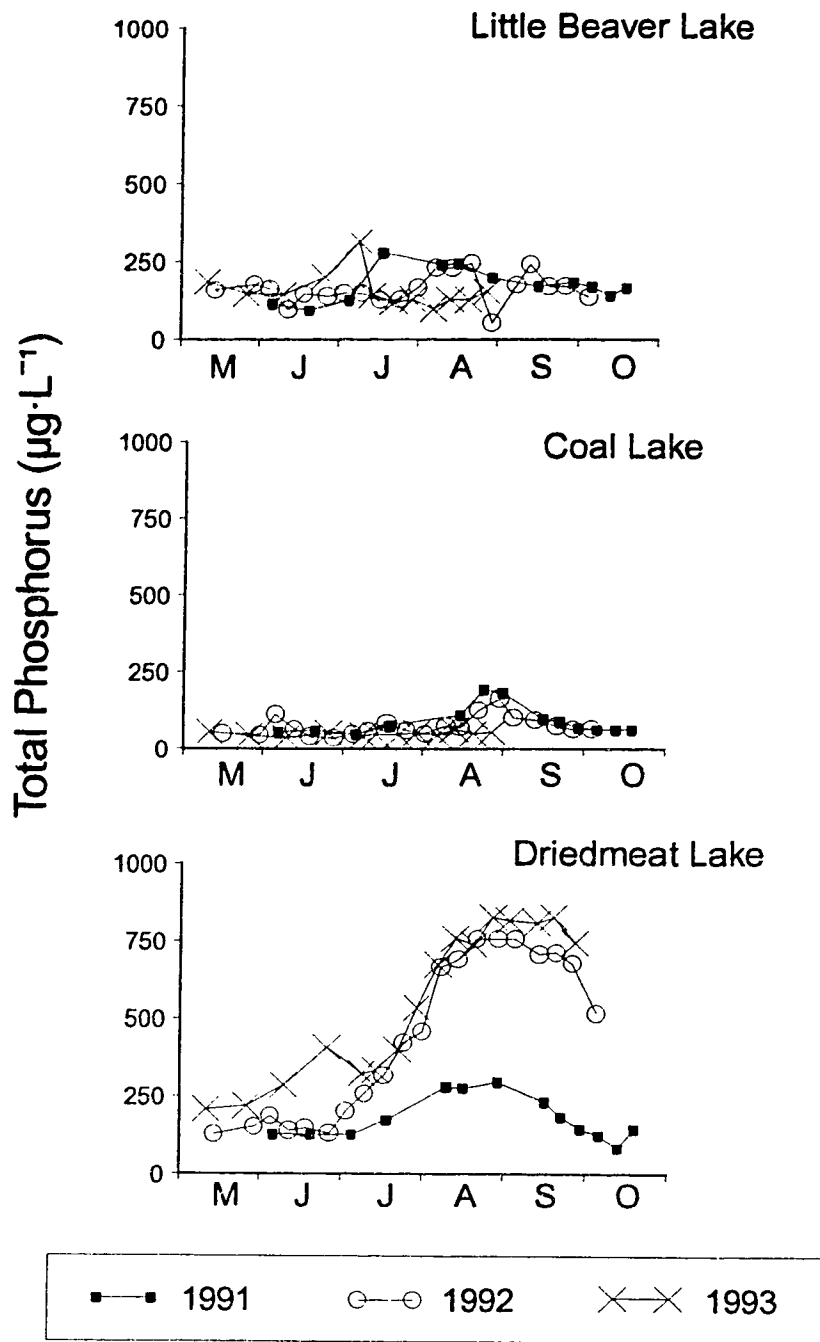 Little Beaver Lake
1000
750
500
250
0
M J J A S O
Coal Lake
1000
750
500
250
0
M J J A S O
Driedmeat Lake
1000
750
500
250
0
M J J A S O
Total Phosphorus (µg·L⁻¹)
1991 1992 1993